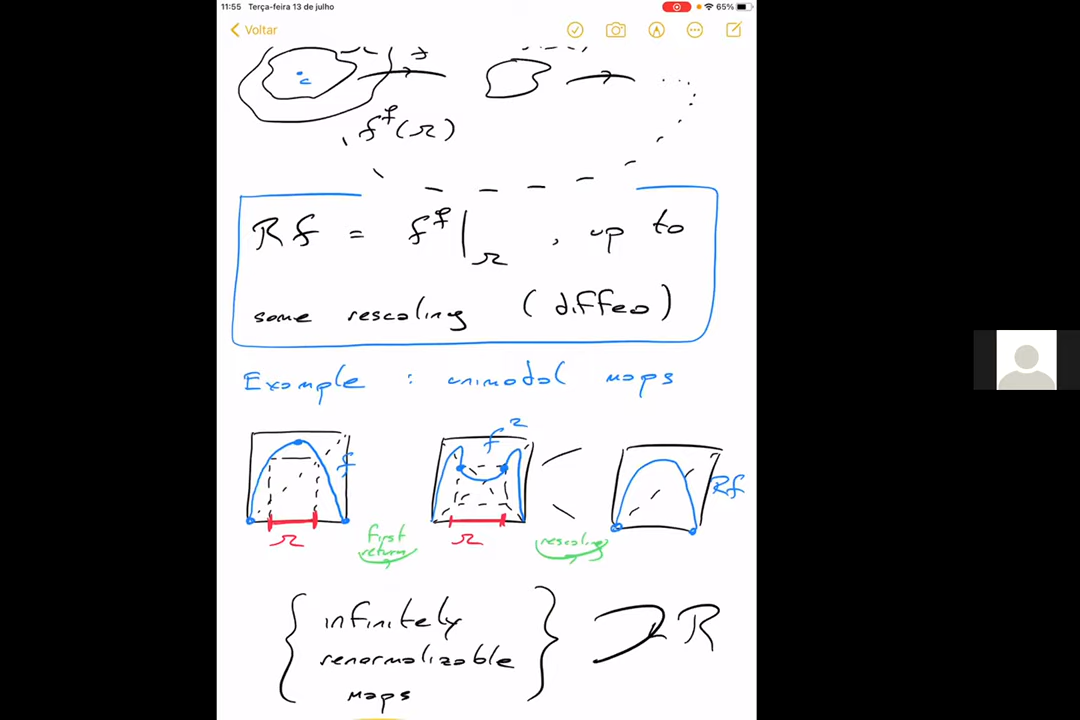 11:55 Terça-feira 13 de julho
65%
Voltar
c
f
f^p(Ω)
Rf = f^p|_Ω , up to
some rescaling (diffeo)
Example : unimodal maps
f
Ω
First
return
f²
Ω
rescaling
Rf
{ infinitely
renormalizable
maps }
R